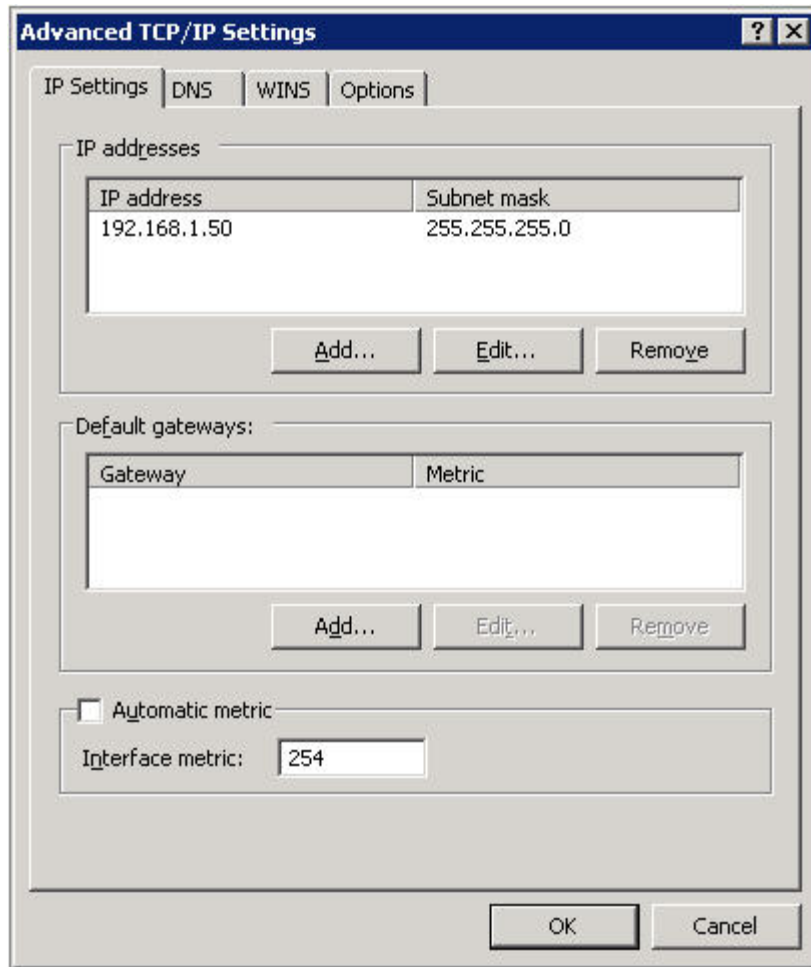 Advanced TCP/IP Settings
IP Settings DNS WINS Options
IP addresses
IP address Subnet mask
192.168.1.50 255.255.255.0
Add... Edit... Remove
Default gateways:
Gateway Metric
Add... Edit... Remove
Automatic metric
Interface metric: 254
OK Cancel